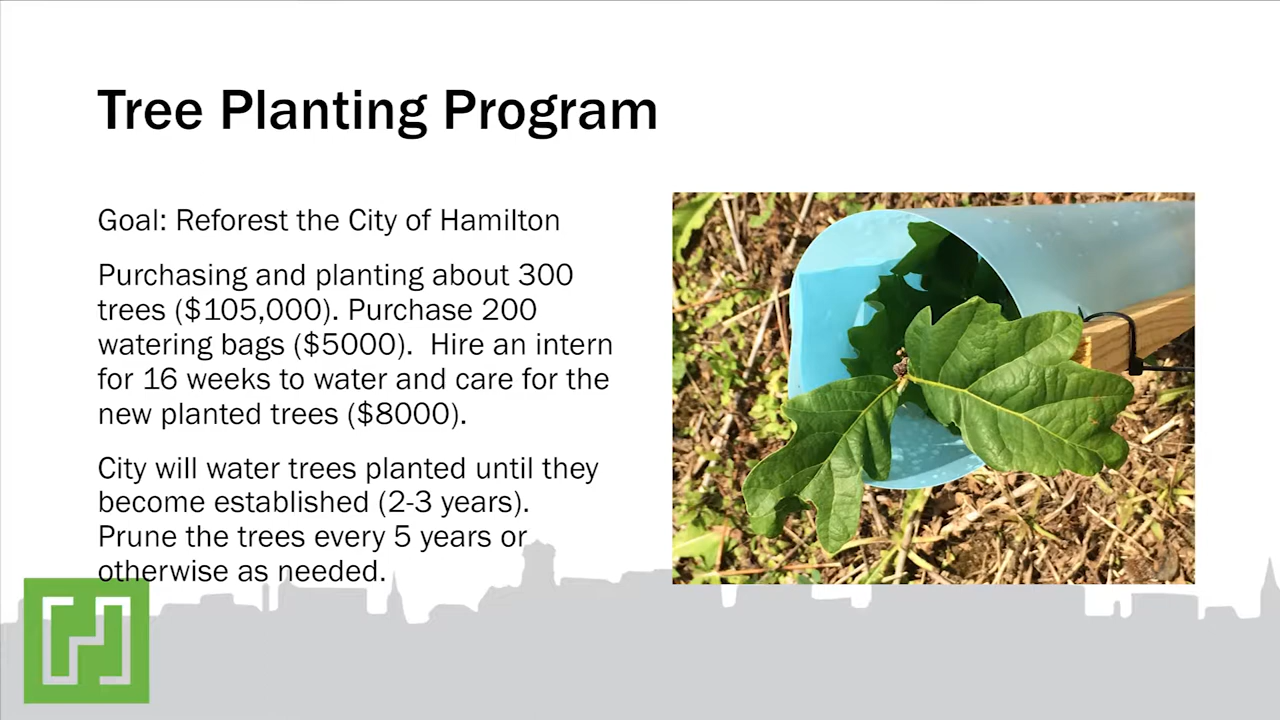 Tree Planting Program
Goal: Reforest the City of Hamilton
Purchasing and planting about 300
trees ($105,000). Purchase 200
watering bags ($5000).  Hire an intern
for 16 weeks to water and care for the
new planted trees ($8000).
City will water trees planted until they
become established (2-3 years).
Prune the trees every 5 years or
otherwise as needed.